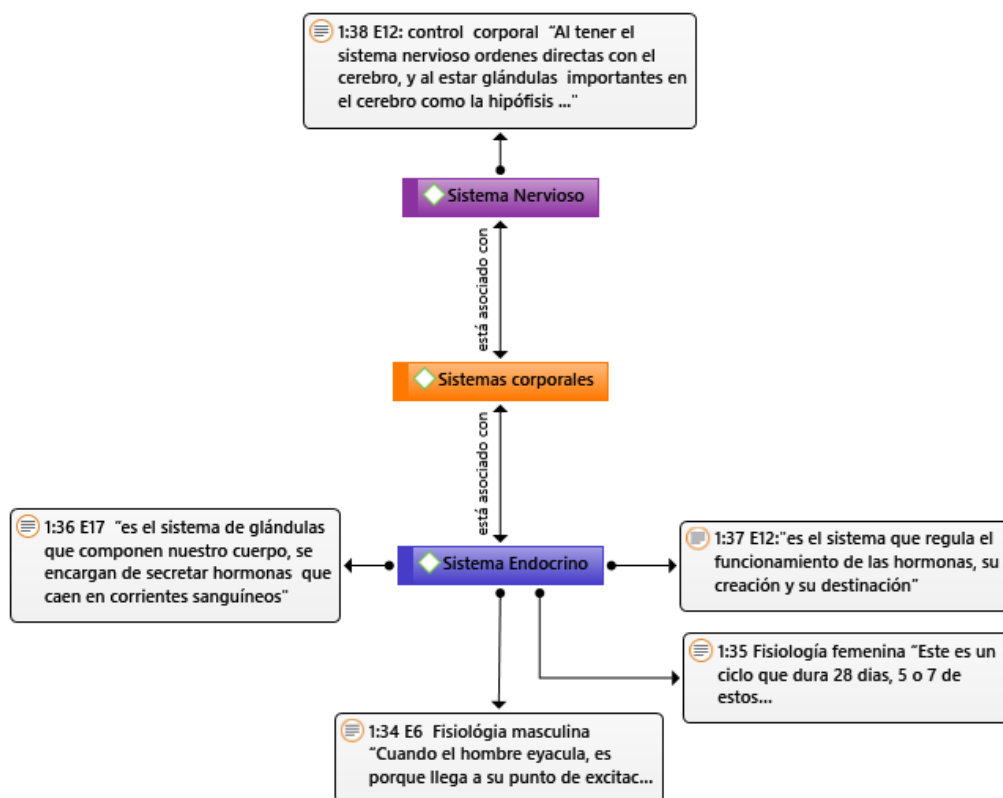 1:38 E12: control corporal “Al tener el
sistema nervioso ordenes directas con el
cerebro, y al estar glándulas importantes en
el cerebro como la hipófisis ...”
Sistema Nervioso
está asociado con
Sistemas corporales
está asociado con
1:36 E17 “es el sistema de glándulas
que componen nuestro cuerpo, se
encargan de secretar hormonas que
caen en corrientes sanguíneos”
Sistema Endocrino
1:37 E12:“es el sistema que regula el
funcionamiento de las hormonas, su
creación y su destinación”
1:35 Fisiología femenina “Este es un
ciclo que dura 28 dias, 5 o 7 de
estos...
1:34 E6 Fisiológia masculina
“Cuando el hombre eyacula, es
porque llega a su punto de excitac...